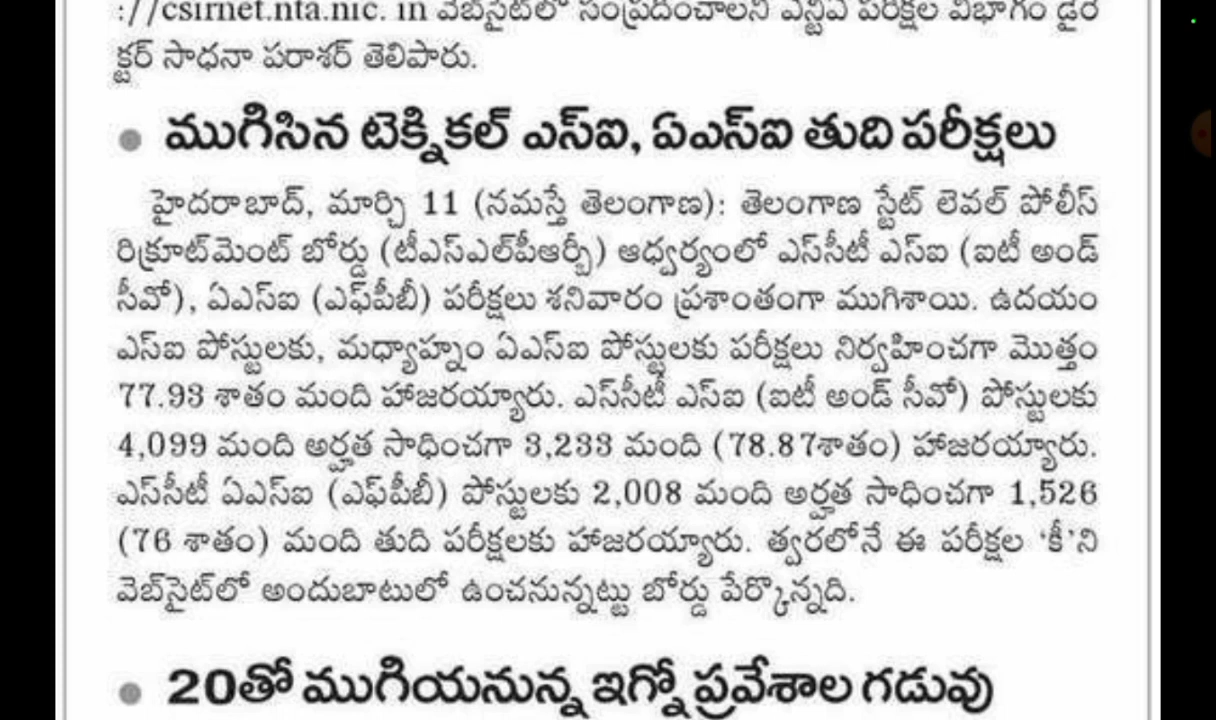 ://csirnet.nta.nic. in వెబ్‌సైట్‌లో సంప్రదించాలని ఎన్టీఏ పరీక్షల విభాగం డైరె
క్టర్ సాధనా పరాశర్ తెలిపారు.
● ముగిసిన టెక్నికల్ ఎస్ఐ, ఏఎస్ఐ తుది పరీక్షలు
హైదరాబాద్, మార్చి 11 (నమస్తే తెలంగాణ): తెలంగాణ స్టేట్ లెవల్ పోలీస్
రిక్రూట్‌మెంట్ బోర్డు (టీఎస్ఎల్‌పీఆర్బీ) ఆధ్వర్యంలో ఎస్‌సీటీ ఎస్ఐ (ఐటీ అండ్
సీవో), ఏఎస్ఐ (ఎఫ్‌పీబీ) పరీక్షలు శనివారం ప్రశాంతంగా ముగిశాయి. ఉదయం
ఎస్ఐ పోస్టులకు, మధ్యాహ్నం ఏఎస్ఐ పోస్టులకు పరీక్షలు నిర్వహించగా మొత్తం
77.93 శాతం మంది హాజరయ్యారు. ఎస్‌సీటీ ఎస్ఐ (ఐటీ అండ్ సీవో) పోస్టులకు
4,099 మంది అర్హత సాధించగా 3,233 మంది (78.87శాతం) హాజరయ్యారు.
ఎస్‌సీటీ ఏఎస్ఐ (ఎఫ్‌పీబీ) పోస్టులకు 2,008 మంది అర్హత సాధించగా 1,526
(76 శాతం) మంది తుది పరీక్షలకు హాజరయ్యారు. త్వరలోనే ఈ పరీక్షల ‘కీ’ని
వెబ్‌సైట్‌లో అందుబాటులో ఉంచనున్నట్టు బోర్డు పేర్కొన్నది.
● 20తో ముగియనున్న ఇగ్నో ప్రవేశాల గడువు